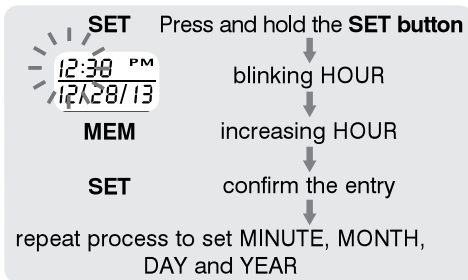 SET Press and hold the SET button
12:38 PM
12/28/13
blinking HOUR
MEM increasing HOUR
SET confirm the entry
repeat process to set MINUTE, MONTH,
DAY and YEAR